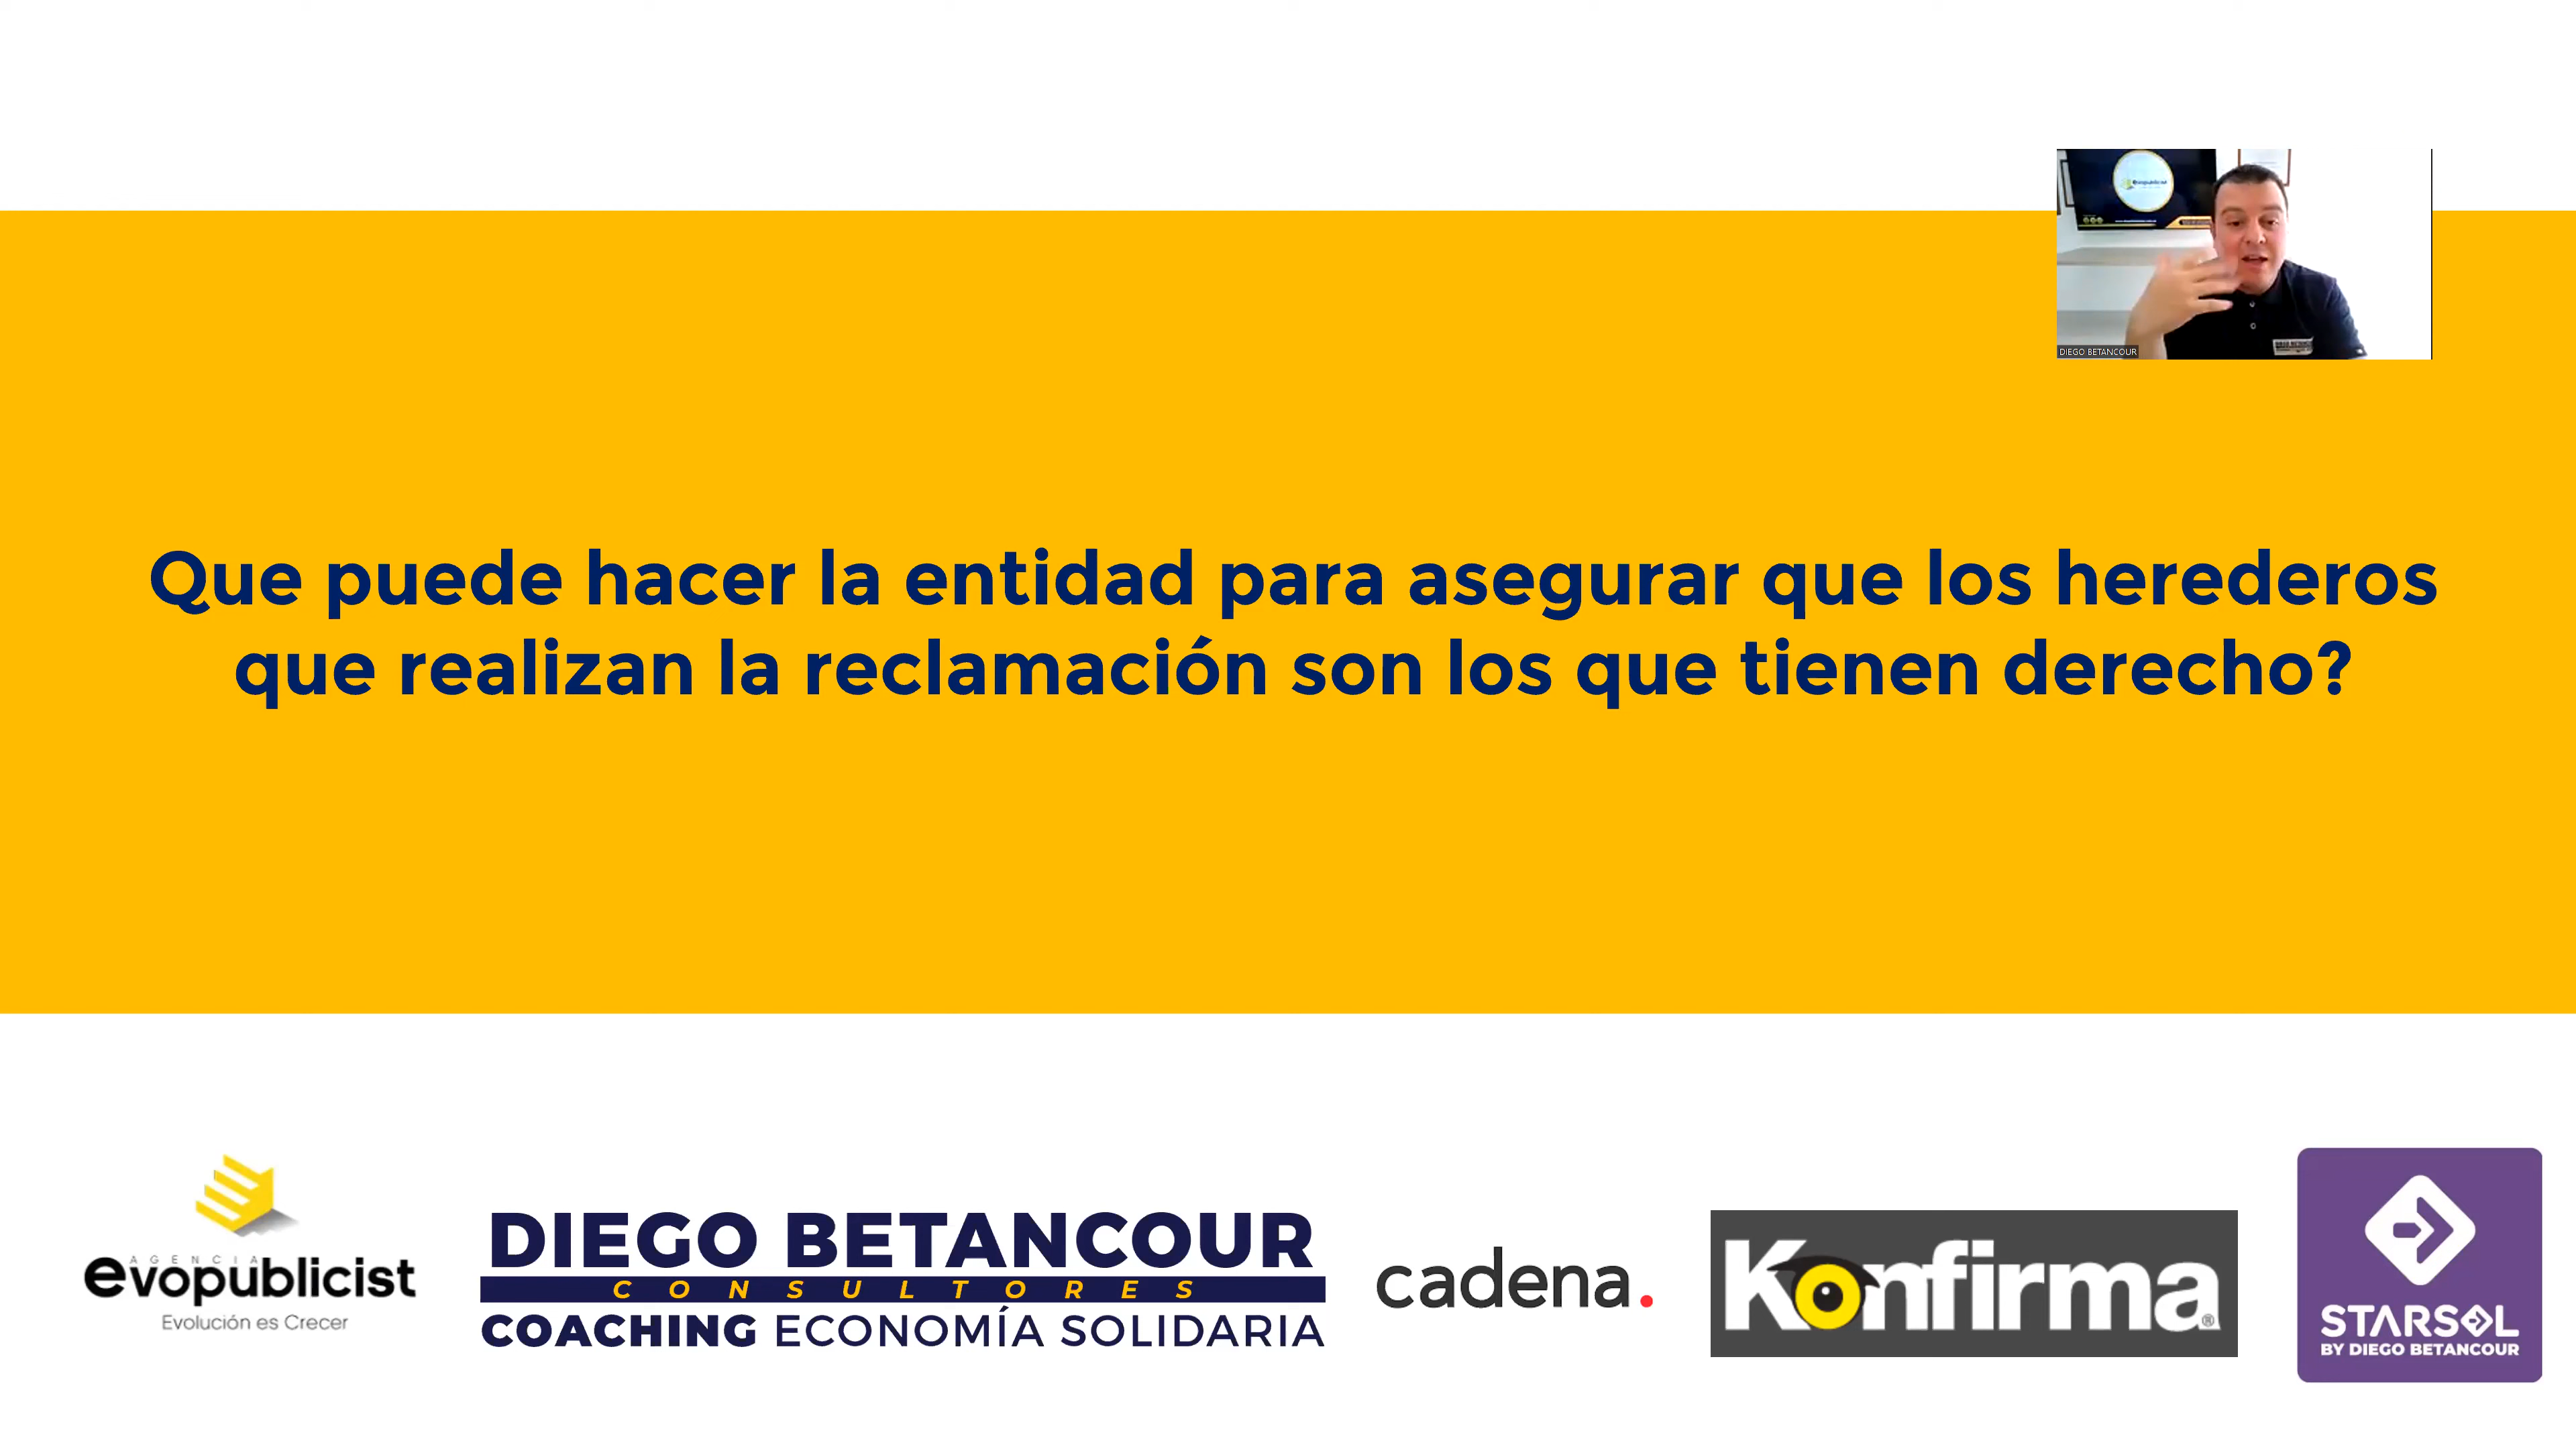 evopublicist
DIEGO BETANCOUR
Que puede hacer la entidad para asegurar que los herederos
que realizan la reclamación son los que tienen derecho?
AGENCIA
evopublicist
Evolución es Crecer
DIEGO BETANCOUR
CONSULTORES
COACHING ECONOMÍA SOLIDARIA
cadena.
Konfirma®
STARSOL
BY DIEGO BETANCOUR